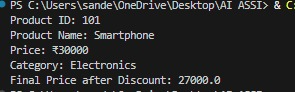 PS C:\Users\sande\OneDrive\Desktop\AI ASSI> & C:
Product ID: 101
Product Name: Smartphone
Price: ₹30000
Category: Electronics
Final Price after Discount: 27000.0